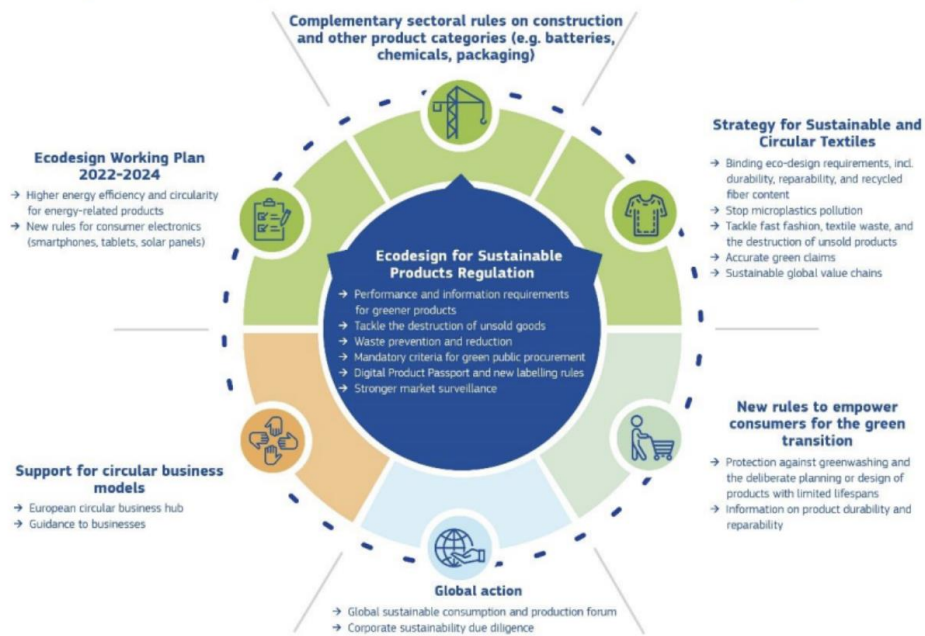 Complementary sectoral rules on construction
and other product categories (e.g. batteries,
chemicals, packaging)
Ecodesign Working Plan
2022-2024
→ Higher energy efficiency and circularity
for energy-related products
→ New rules for consumer electronics
(smartphones, tablets, solar panels)
Strategy for Sustainable and
Circular Textiles
→ Binding eco-design requirements, incl.
durability, reparability, and recycled
fiber content
→ Stop microplastics pollution
→ Tackle fast fashion, textile waste, and
the destruction of unsold products
→ Accurate green claims
→ Sustainable global value chains
Ecodesign for Sustainable
Products Regulation
→ Performance and information requirements
for greener products
→ Tackle the destruction of unsold goods
→ Waste prevention and reduction
→ Mandatory criteria for green public procurement
→ Digital Product Passport and new labelling rules
→ Stronger market surveillance
Support for circular business
models
→ European circular business hub
→ Guidance to businesses
New rules to empower
consumers for the green
transition
→ Protection against greenwashing and
the deliberate planning or design of
products with limited lifespans
→ Information on product durability and
reparability
Global action
→ Global sustainable consumption and production forum
→ Corporate sustainability due diligence